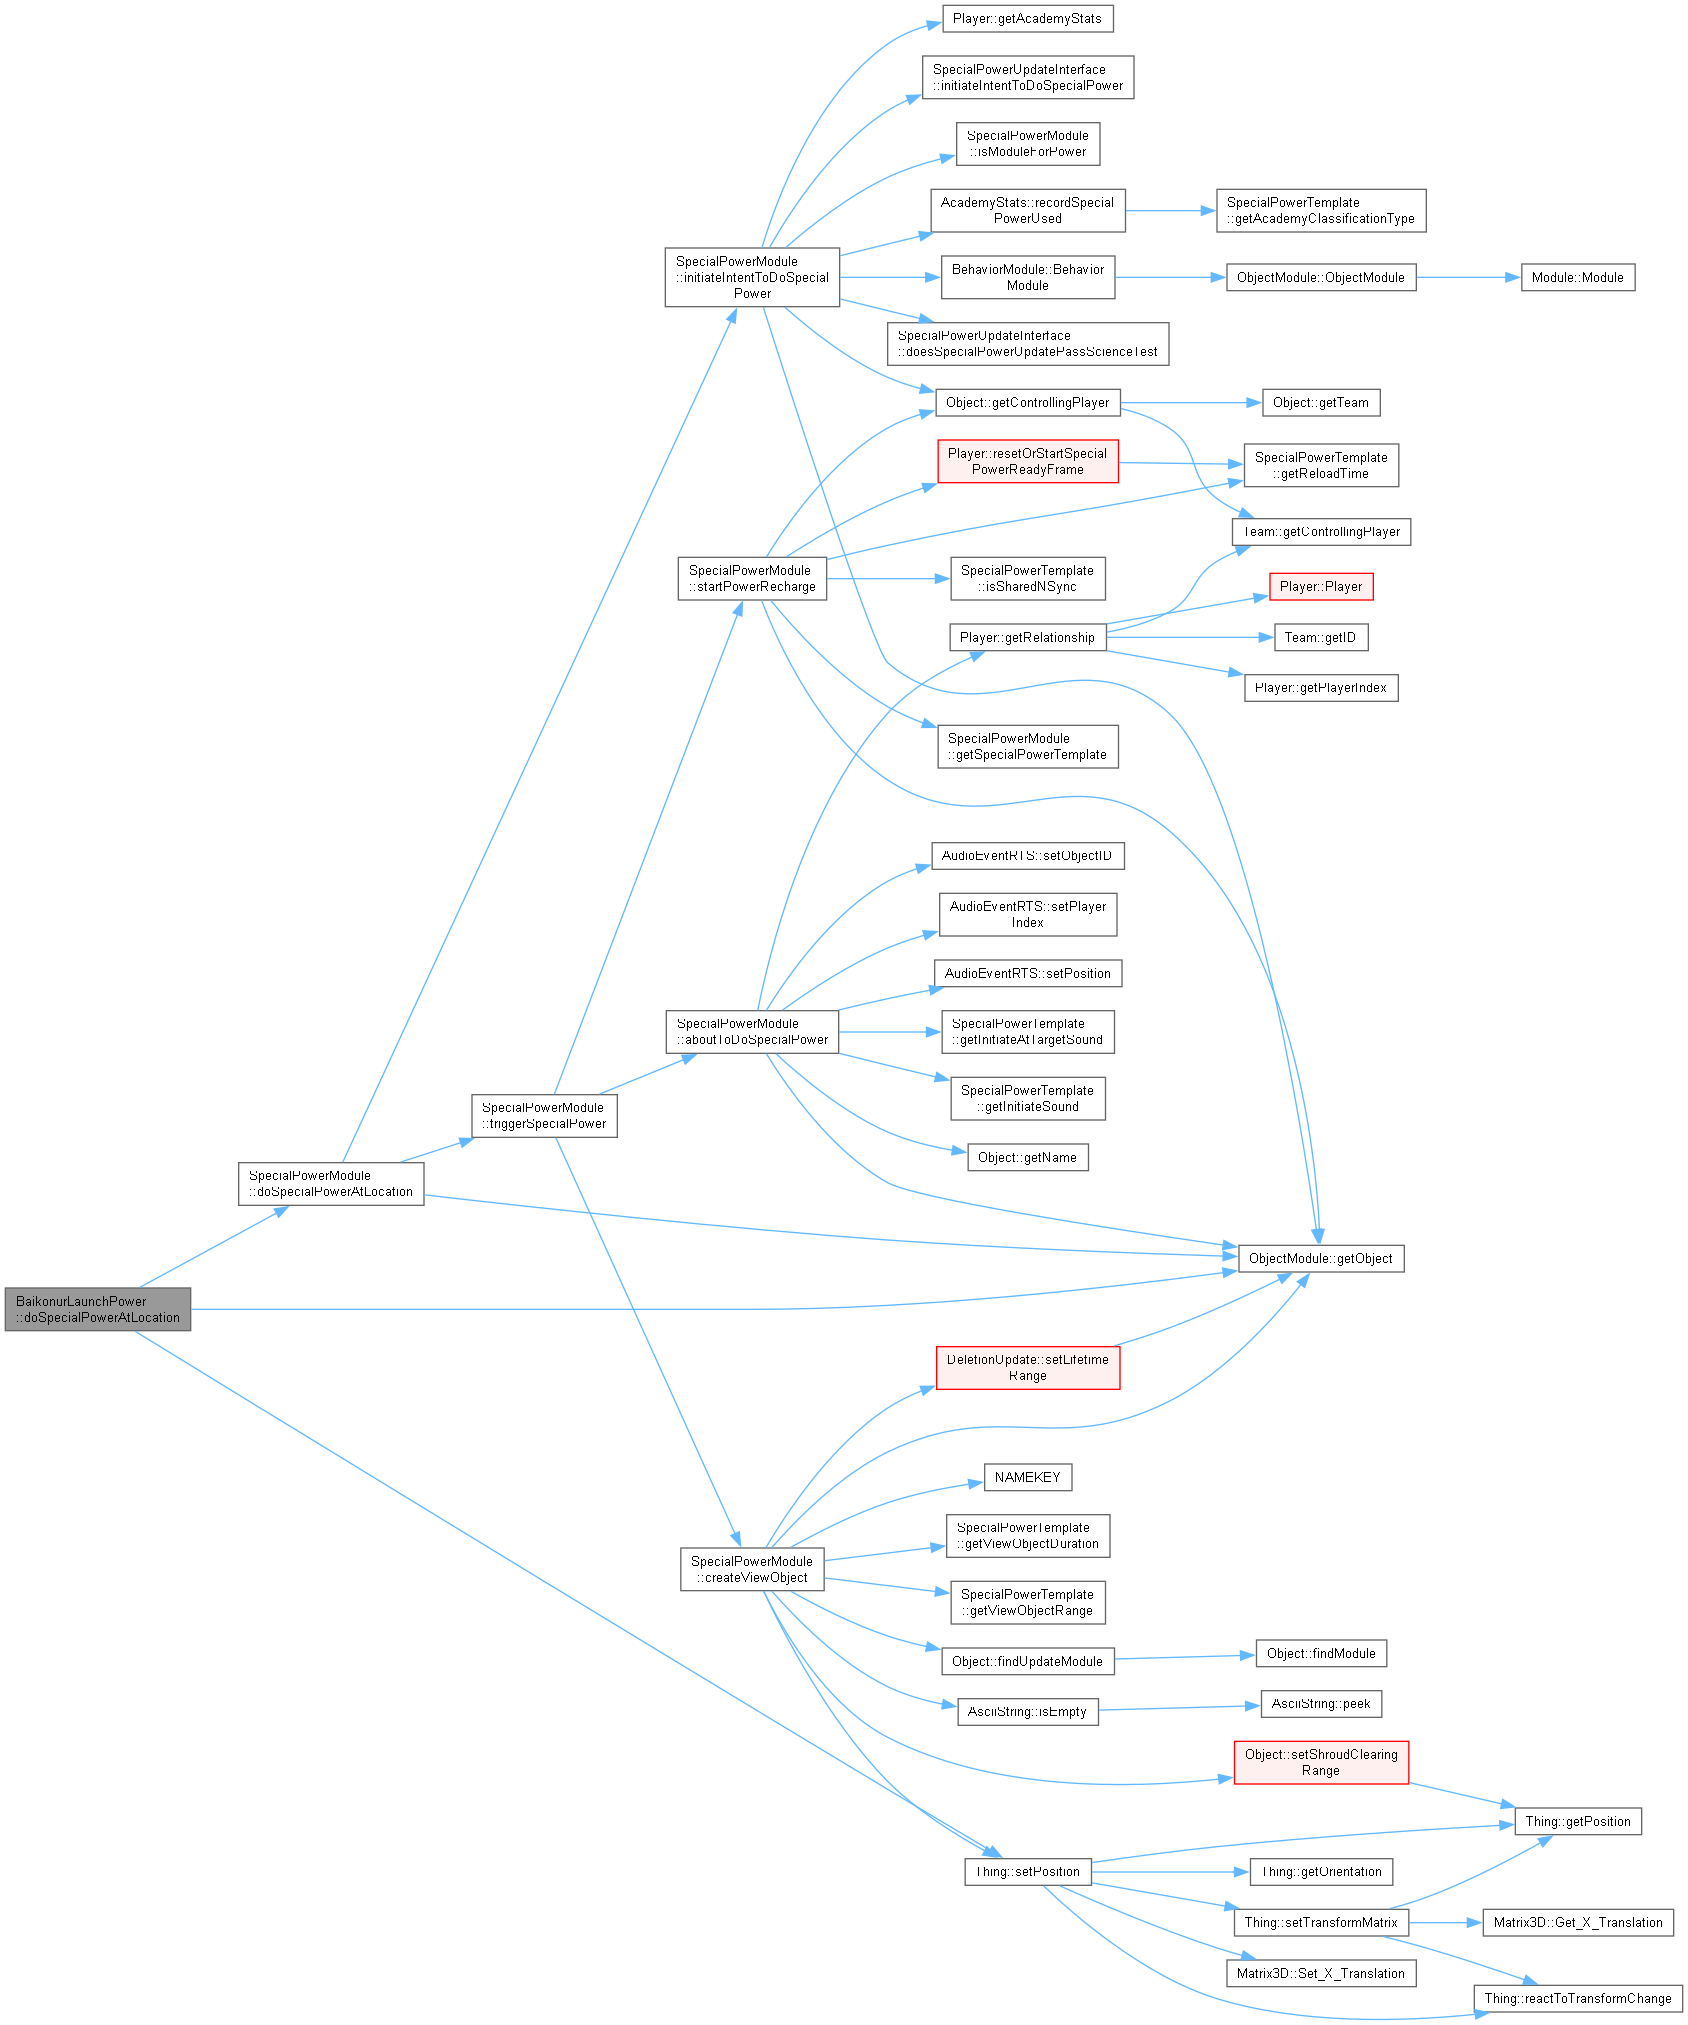 Player::getAcademyStats
SpecialPowerUpdateInterface
::initiateIntentToDoSpecialPower
SpecialPowerModule
::isModuleForPower
AcademyStats::recordSpecial
PowerUsed
SpecialPowerTemplate
::getAcademyClassificationType
SpecialPowerModule
::initiateIntentToDoSpecial
Power
BehaviorModule::Behavior
Module
ObjectModule::ObjectModule
Module::Module
SpecialPowerUpdateInterface
::doesSpecialPowerUpdatePassScienceTest
Object::getControllingPlayer
Object::getTeam
Player::resetOrStartSpecial
PowerReadyFrame
SpecialPowerTemplate
::getReloadTime
Team::getControllingPlayer
SpecialPowerModule
::startPowerRecharge
SpecialPowerTemplate
::isSharedNSync
Player::Player
Player::getRelationship
Team::getID
Player::getPlayerIndex
SpecialPowerModule
::getSpecialPowerTemplate
AudioEventRTS::setObjectID
AudioEventRTS::setPlayer
Index
AudioEventRTS::setPosition
SpecialPowerModule
::aboutToDoSpecialPower
SpecialPowerTemplate
::getInitiateAtTargetSound
SpecialPowerTemplate
::getInitiateSound
SpecialPowerModule
::triggerSpecialPower
Object::getName
SpecialPowerModule
::doSpecialPowerAtLocation
ObjectModule::getObject
BaikonurLaunchPower
::doSpecialPowerAtLocation
DeletionUpdate::setLifetime
Range
NAMEKEY
SpecialPowerTemplate
::getViewObjectDuration
SpecialPowerModule
::createViewObject
SpecialPowerTemplate
::getViewObjectRange
Object::findUpdateModule
Object::findModule
AsciiString::isEmpty
AsciiString::peek
Object::setShroudClearing
Range
Thing::getPosition
Thing::setPosition
Thing::getOrientation
Thing::setTransformMatrix
Matrix3D::Get_X_Translation
Matrix3D::Set_X_Translation
Thing::reactToTransformChange